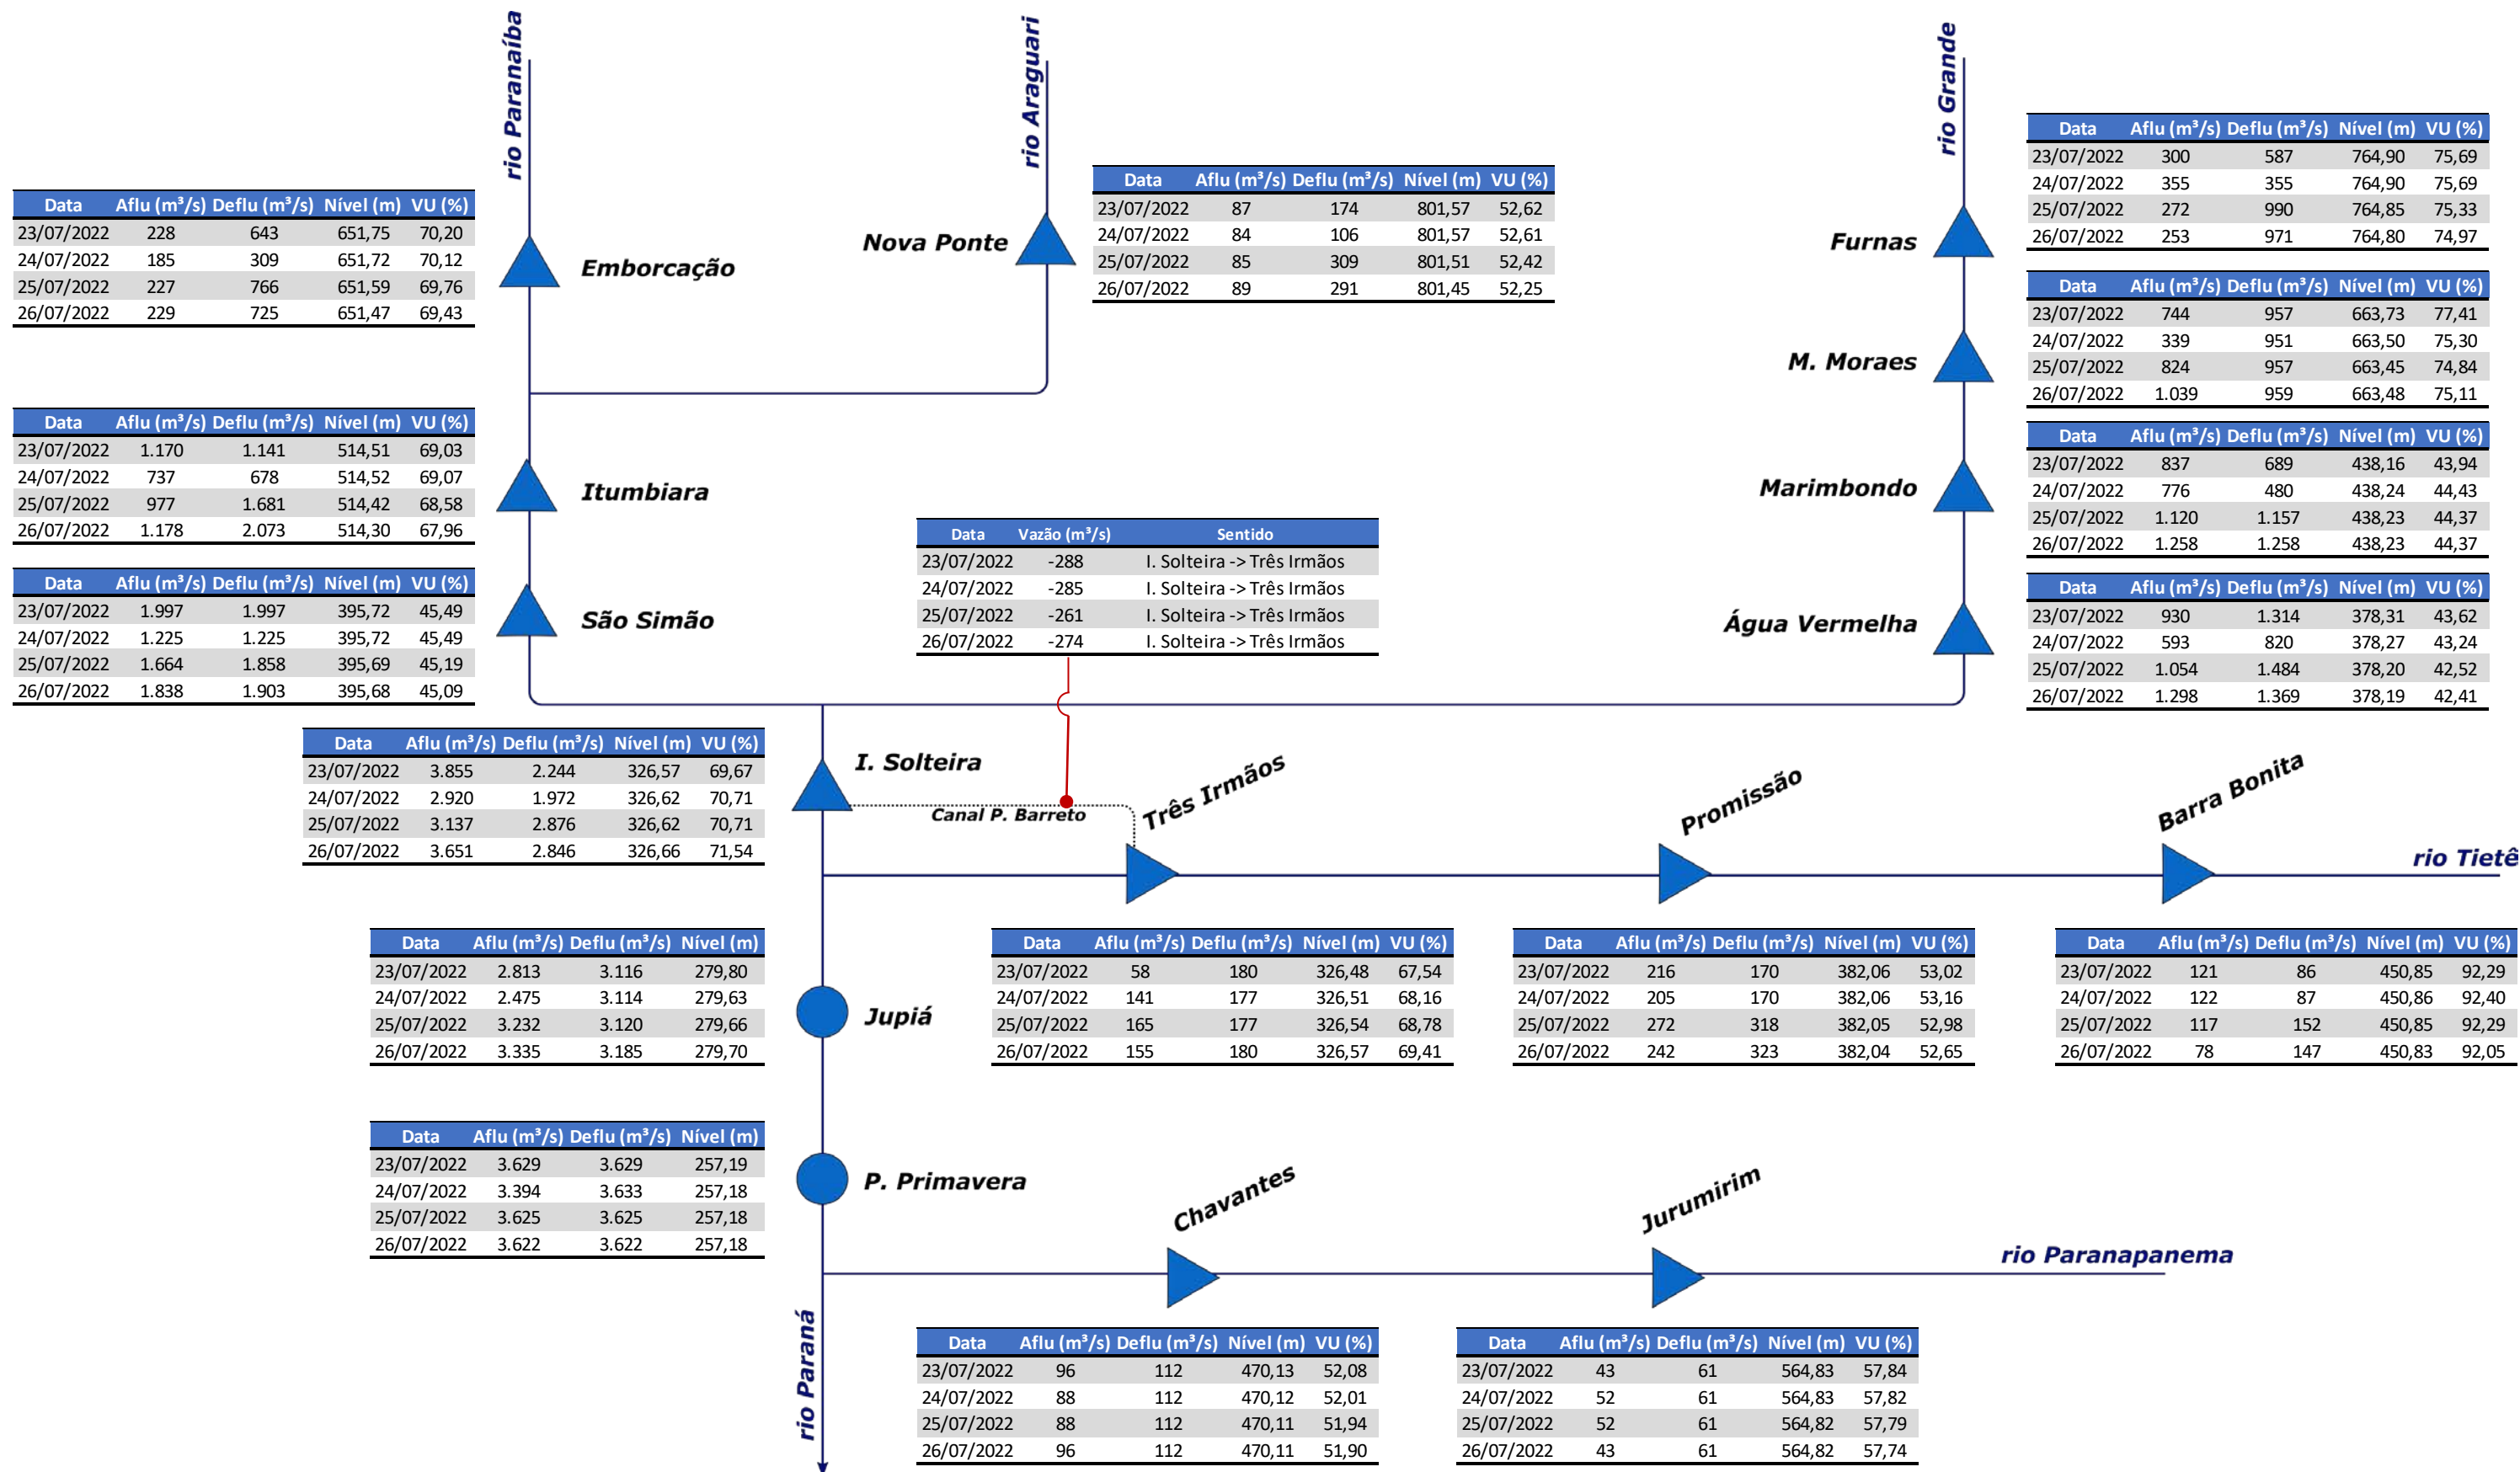 rio Paranaíba
rio Araguari
rio Grande
Data Aflu (m³/s) Deflu (m³/s) Nível (m) VU (%)
23/07/2022 300 587 764,90 75,69
24/07/2022 355 355 764,90 75,69
25/07/2022 272 990 764,85 75,33
26/07/2022 253 971 764,80 74,97
Furnas
Data Aflu (m³/s) Deflu (m³/s) Nível (m) VU (%)
23/07/2022 87 174 801,57 52,62
24/07/2022 84 106 801,57 52,61
25/07/2022 85 309 801,51 52,42
26/07/2022 89 291 801,45 52,25
Nova Ponte
Data Aflu (m³/s) Deflu (m³/s) Nível (m) VU (%)
23/07/2022 228 643 651,75 70,20
24/07/2022 185 309 651,72 70,12
25/07/2022 227 766 651,59 69,76
26/07/2022 229 725 651,47 69,43
Emborcação
Data Aflu (m³/s) Deflu (m³/s) Nível (m) VU (%)
23/07/2022 744 957 663,73 77,41
24/07/2022 339 951 663,50 75,30
25/07/2022 824 957 663,45 74,84
26/07/2022 1.039 959 663,48 75,11
M. Moraes
Data Aflu (m³/s) Deflu (m³/s) Nível (m) VU (%)
23/07/2022 1.170 1.141 514,51 69,03
24/07/2022 737 678 514,52 69,07
25/07/2022 977 1.681 514,42 68,58
26/07/2022 1.178 2.073 514,30 67,96
Itumbiara
Data Aflu (m³/s) Deflu (m³/s) Nível (m) VU (%)
23/07/2022 837 689 438,16 43,94
24/07/2022 776 480 438,24 44,43
25/07/2022 1.120 1.157 438,23 44,37
26/07/2022 1.258 1.258 438,23 44,37
Marimbondo
Data Vazão (m³/s) Sentido
23/07/2022 -288 I. Solteira -> Três Irmãos
24/07/2022 -285 I. Solteira -> Três Irmãos
25/07/2022 -261 I. Solteira -> Três Irmãos
26/07/2022 -274 I. Solteira -> Três Irmãos
Data Aflu (m³/s) Deflu (m³/s) Nível (m) VU (%)
23/07/2022 1.997 1.997 395,72 45,49
24/07/2022 1.225 1.225 395,72 45,49
25/07/2022 1.664 1.858 395,69 45,19
26/07/2022 1.838 1.903 395,68 45,09
São Simão
Data Aflu (m³/s) Deflu (m³/s) Nível (m) VU (%)
23/07/2022 930 1.314 378,31 43,62
24/07/2022 593 820 378,27 43,24
25/07/2022 1.054 1.484 378,20 42,52
26/07/2022 1.298 1.369 378,19 42,41
Água Vermelha
Data Aflu (m³/s) Deflu (m³/s) Nível (m) VU (%)
23/07/2022 3.855 2.244 326,57 69,67
24/07/2022 2.920 1.972 326,62 70,71
25/07/2022 3.137 2.876 326,62 70,71
26/07/2022 3.651 2.846 326,66 71,54
I. Solteira
Canal P. Barreto
Três Irmãos
Promissão
Barra Bonita
rio Tietê
Data Aflu (m³/s) Deflu (m³/s) Nível (m)
23/07/2022 2.813 3.116 279,80
24/07/2022 2.475 3.114 279,63
25/07/2022 3.232 3.120 279,66
26/07/2022 3.335 3.185 279,70
Jupiá
Data Aflu (m³/s) Deflu (m³/s) Nível (m) VU (%)
23/07/2022 58 180 326,48 67,54
24/07/2022 141 177 326,51 68,16
25/07/2022 165 177 326,54 68,78
26/07/2022 155 180 326,57 69,41
Data Aflu (m³/s) Deflu (m³/s) Nível (m) VU (%)
23/07/2022 216 170 382,06 53,02
24/07/2022 205 170 382,06 53,16
25/07/2022 272 318 382,05 52,98
26/07/2022 242 323 382,04 52,65
Data Aflu (m³/s) Deflu (m³/s) Nível (m) VU (%)
23/07/2022 121 86 450,85 92,29
24/07/2022 122 87 450,86 92,40
25/07/2022 117 152 450,85 92,29
26/07/2022 78 147 450,83 92,05
Data Aflu (m³/s) Deflu (m³/s) Nível (m)
23/07/2022 3.629 3.629 257,19
24/07/2022 3.394 3.633 257,18
25/07/2022 3.625 3.625 257,18
26/07/2022 3.622 3.622 257,18
P. Primavera
Chavantes
Jurumirim
rio Paranapanema
rio Paraná
Data Aflu (m³/s) Deflu (m³/s) Nível (m) VU (%)
23/07/2022 96 112 470,13 52,08
24/07/2022 88 112 470,12 52,01
25/07/2022 88 112 470,11 51,94
26/07/2022 96 112 470,11 51,90
Data Aflu (m³/s) Deflu (m³/s) Nível (m) VU (%)
23/07/2022 43 61 564,83 57,84
24/07/2022 52 61 564,83 57,82
25/07/2022 52 61 564,82 57,79
26/07/2022 43 61 564,82 57,74